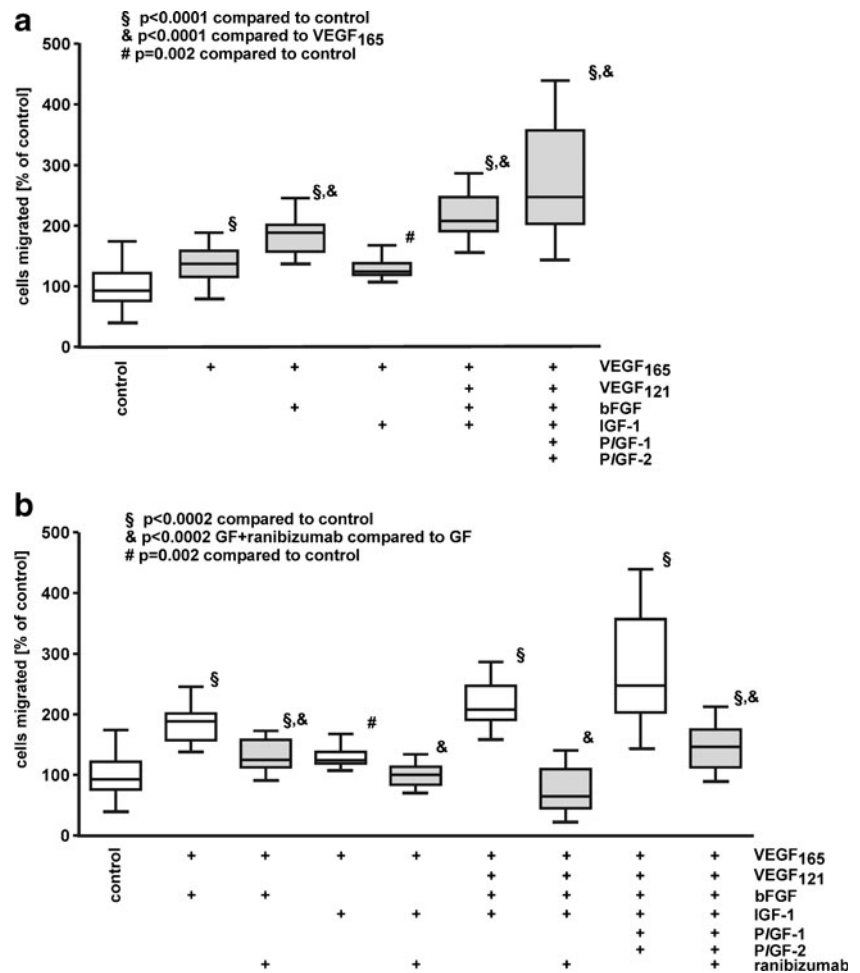 a
§ p<0.0001 compared to control
& p<0.0001 compared to VEGF165
# p=0.002 compared to control
cells migrated [% of control]
500
400
300
200
100
0
§
§,&
#
§,&
§,&
control
+ + + + + VEGF165
+ + VEGF121
+ + + bFGF
+ + + IGF-1
+ PlGF-1
+ PlGF-2
b
§ p<0.0002 compared to control
& p<0.0002 GF+ranibizumab compared to GF
# p=0.002 compared to control
cells migrated [% of control]
500
400
300
200
100
0
§
§,&
#
&
§
&
§
§,&
control
+ + + + + + + + VEGF165
+ + + + VEGF121
+ + + + + + bFGF
+ + + + + + IGF-1
+ + PlGF-1
+ + PlGF-2
+ + + + ranibizumab